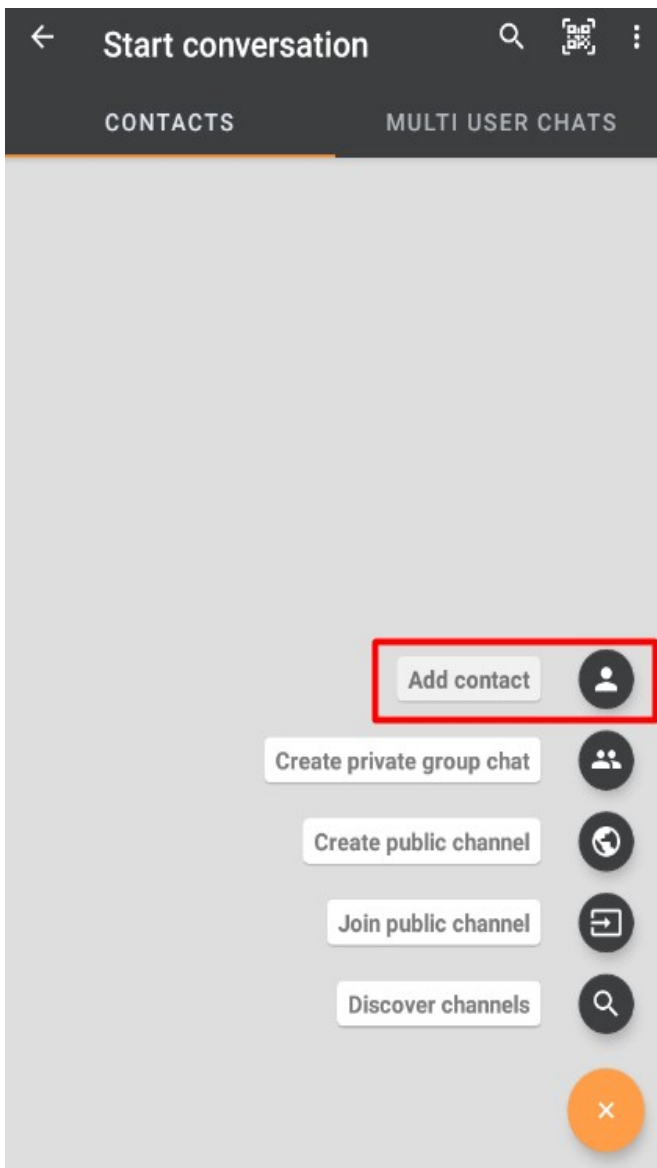 Start conversation
CONTACTS MULTI USER CHATS
Add contact
Create private group chat
Create public channel
Join public channel
Discover channels